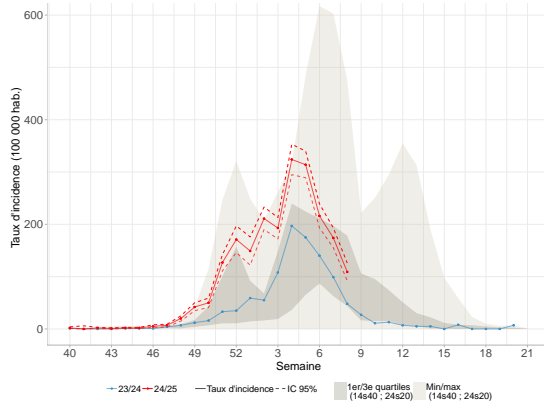 600
400
200
0
Taux d'incidence (100 000 hab.)
40 43 46 49 52 3 6 9 12 15 18 21
Semaine
23/24 24/25 Taux d'incidence IC 95% 1er/3e quartiles Min/max
(14s40 ; 24s20) (14s40 ; 24s20)